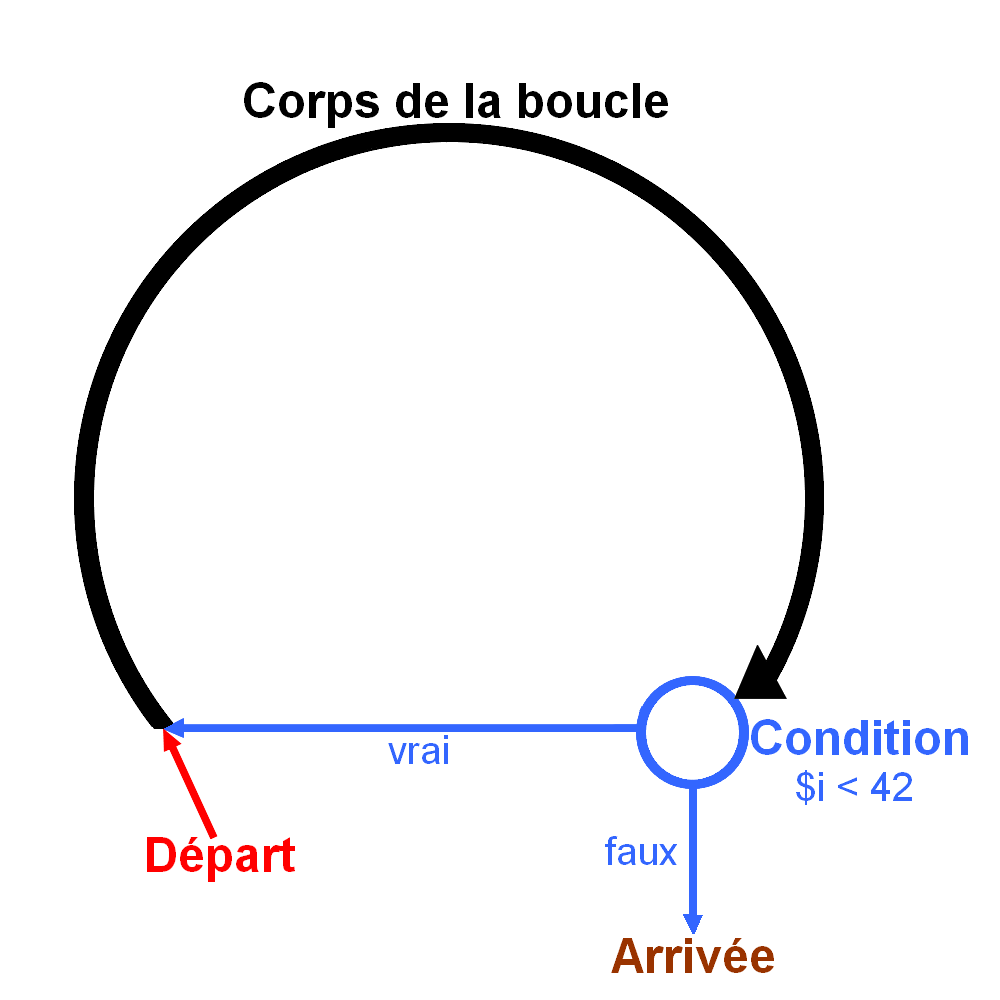 Corps de la boucle
Condition
vrai
$i < 42
faux
Départ
Arrivée